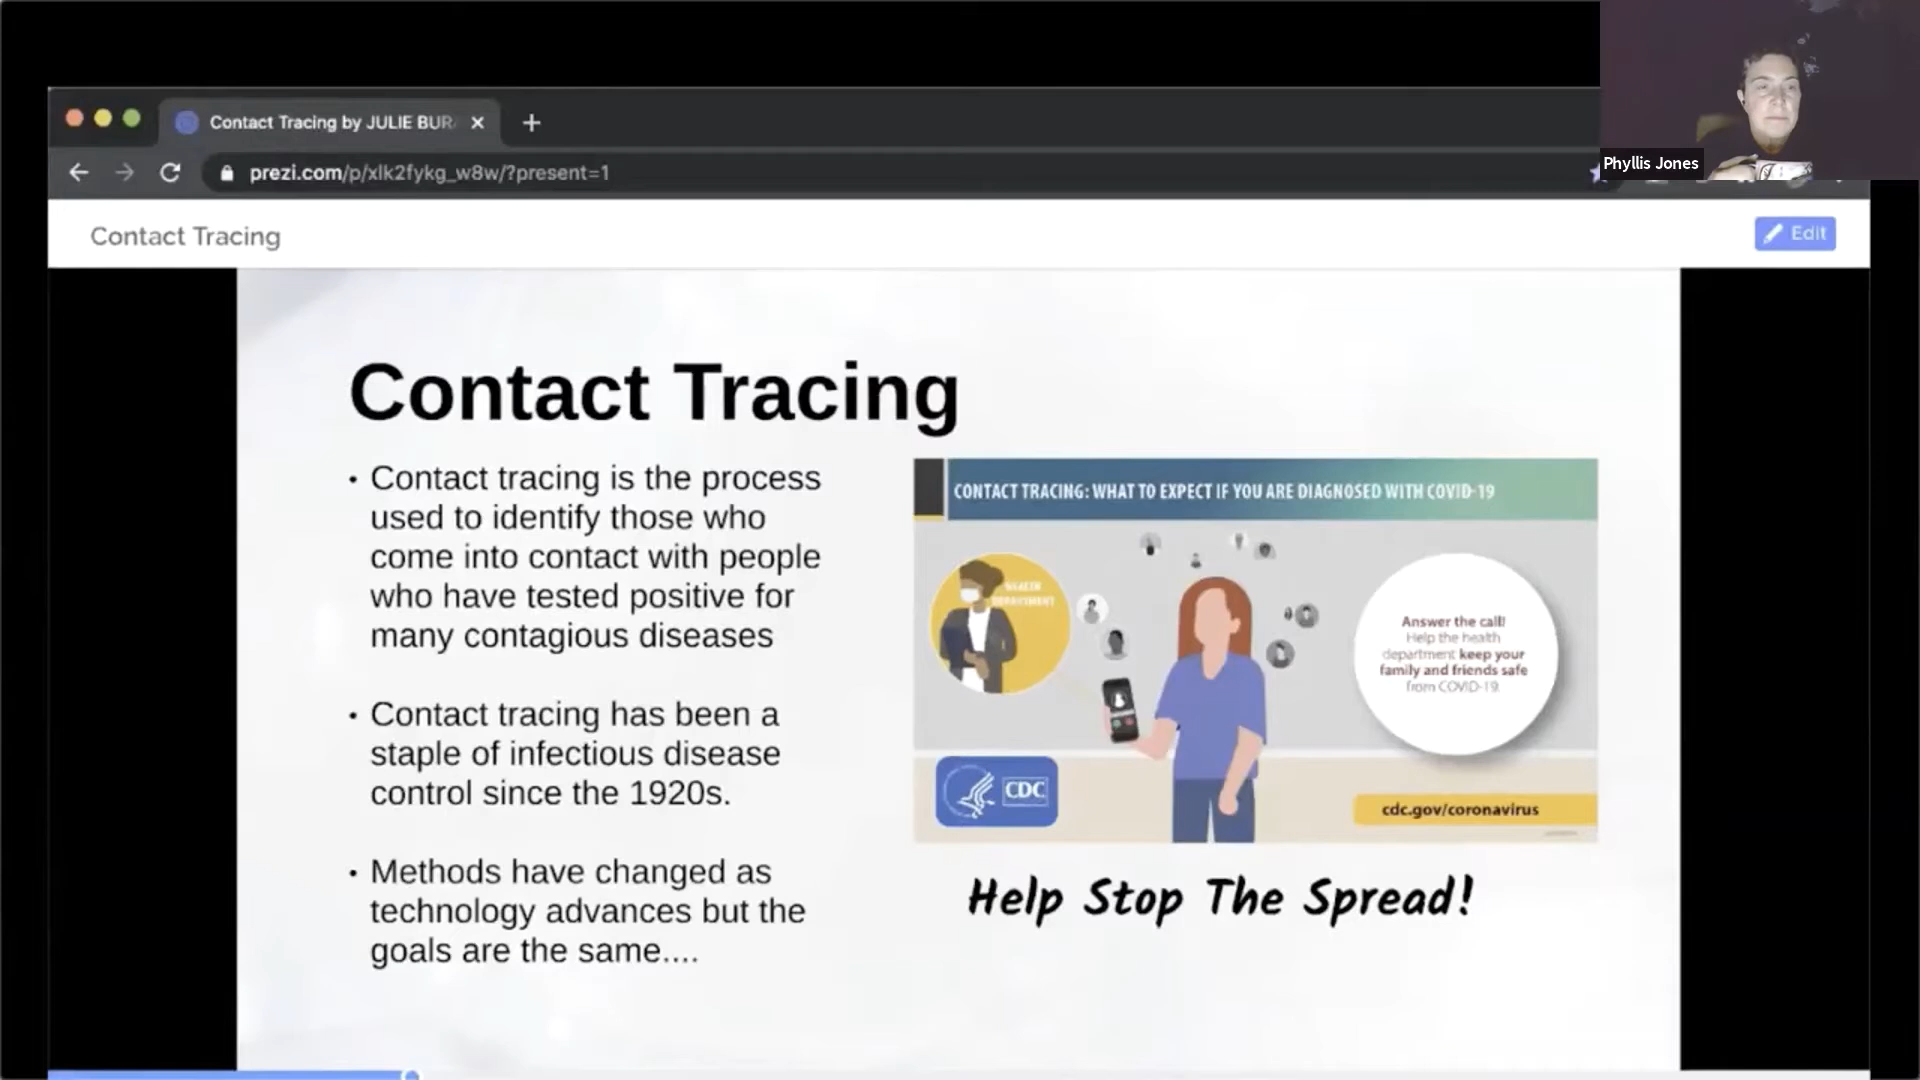 Contact Tracing by JULIE BUR
prezi.com/p/xlk2fykg_w8w/?present=1
Phyllis Jones
Contact Tracing
Edit
Contact Tracing
• Contact tracing is the process
used to identify those who
come into contact with people
who have tested positive for
many contagious diseases
• Contact tracing has been a
staple of infectious disease
control since the 1920s.
• Methods have changed as
technology advances but the
goals are the same....
CONTACT TRACING: WHAT TO EXPECT IF YOU ARE DIAGNOSED WITH COVID-19
HEALTH
DEPARTMENT
Answer the call!
Help the health
department keep your
family and friends safe
from COVID-19.
CDC
cdc.gov/coronavirus
Help Stop The Spread!